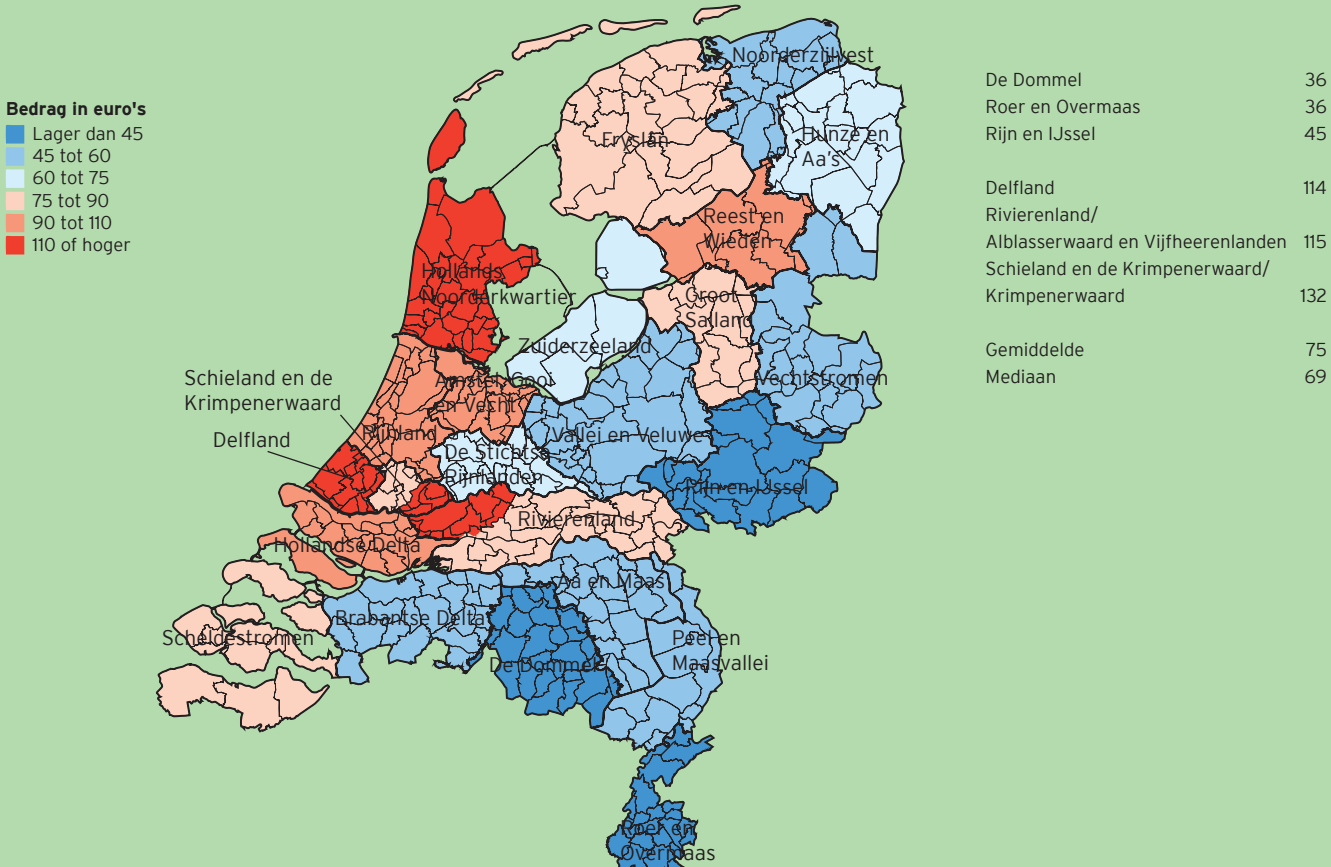 Bedrag in euro's
Lager dan 45
45 tot 60
60 tot 75
75 tot 90
90 tot 110
110 of hoger
Noorderzijlvest
Fryslân
Hunze en
Aa's
Reest en
Wieden
Hollands
Noorderkwartier
Groot
Salland
Zuiderzeeland
Vechtstromen
Amstel, Gooi
en Vecht
Schieland en de
Krimpenerwaard
Delfland
Rijnland
De Stichtse
Rijnlanden
Vallei en Veluwe
Rijn en IJssel
Rivierenland
Hollandse Delta
Aa en Maas
Brabantse Delta
Scheldestromen
De Dommel
Peel en
Maasvallei
Roer en
Overmaas
De Dommel 36
Roer en Overmaas 36
Rijn en IJssel 45
Delfland 114
Rivierenland/
Alblasserwaard en Vijfheerenlanden 115
Schieland en de Krimpenerwaard/
Krimpenerwaard 132
Gemiddelde 75
Mediaan 69